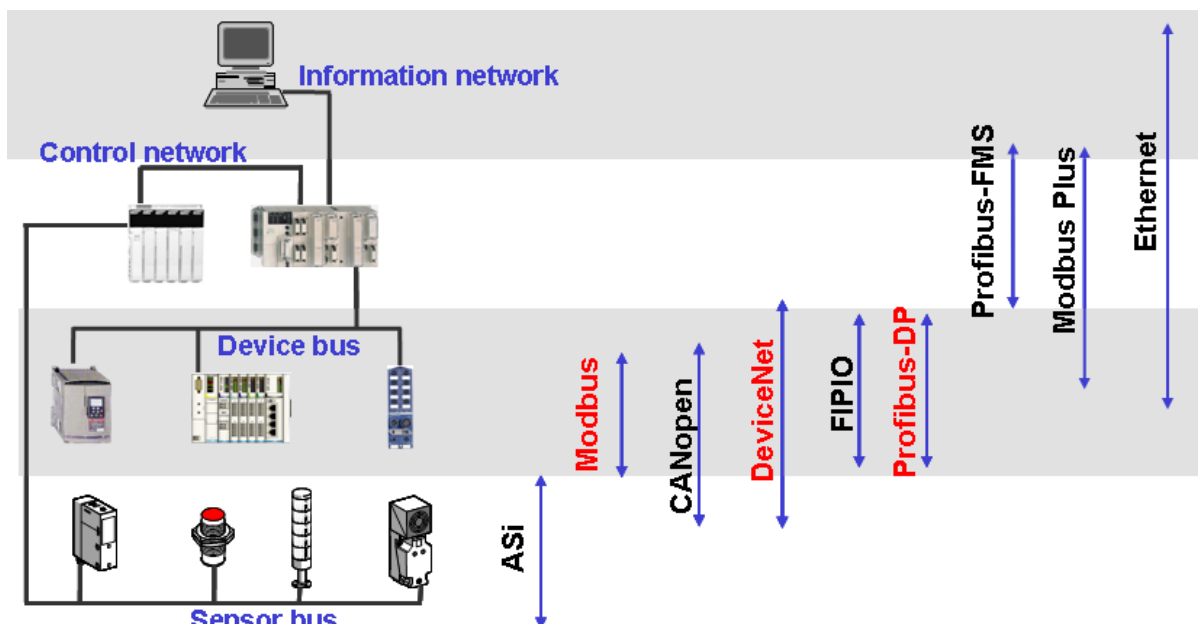 Information network
Control network
Device bus
Sensor bus
ASi
Modbus
CANopen
DeviceNet
FIPIO
Profibus-DP
Profibus-FMS
Modbus Plus
Ethernet